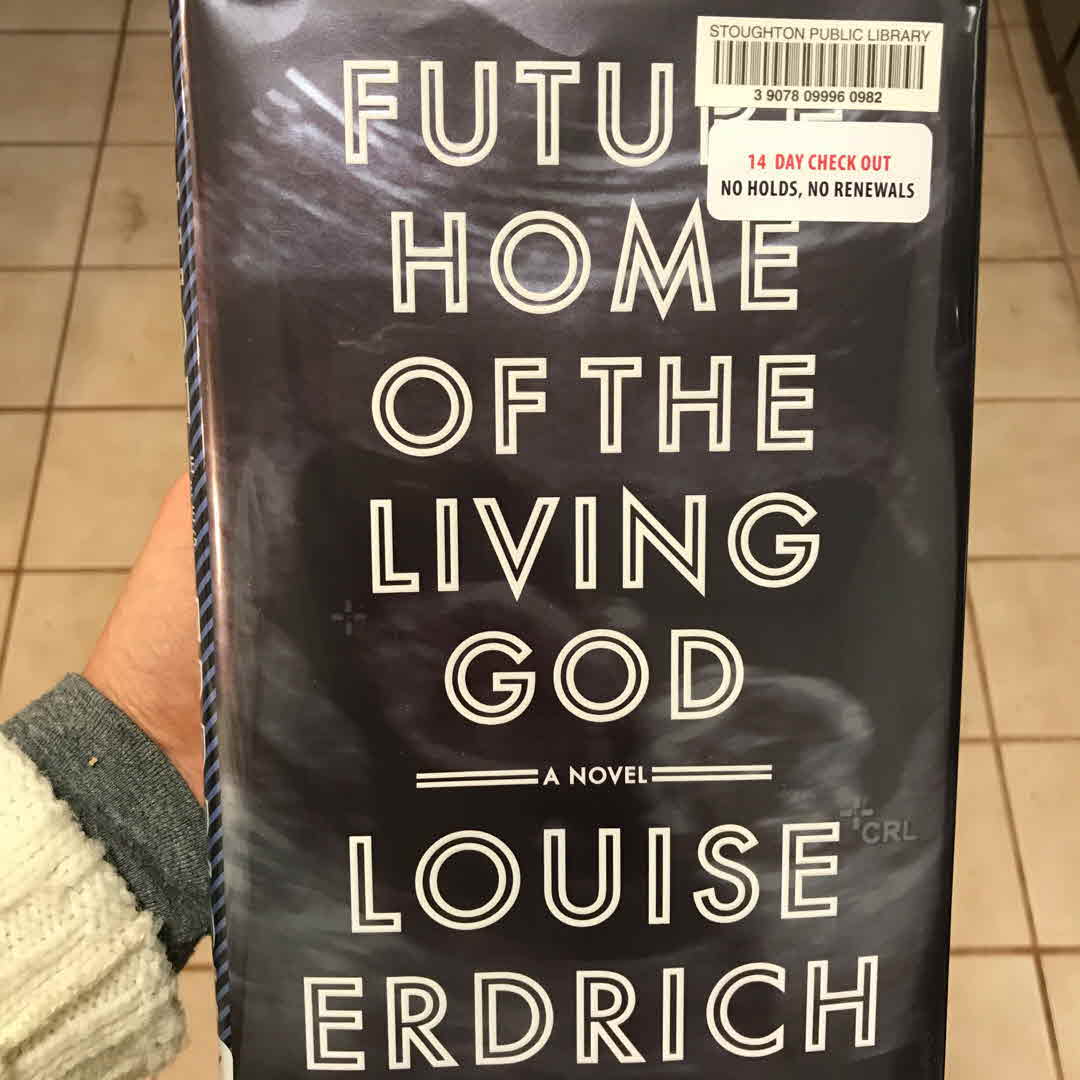 STOUGHTON PUBLIC LIBRARY
3 9078 09996 0982
14 DAY CHECK OUT
NO HOLDS, NO RENEWALS
FUTURE
HOME
OF THE
LIVING
GOD
A NOVEL
CRL
LOUISE
ERDRICH